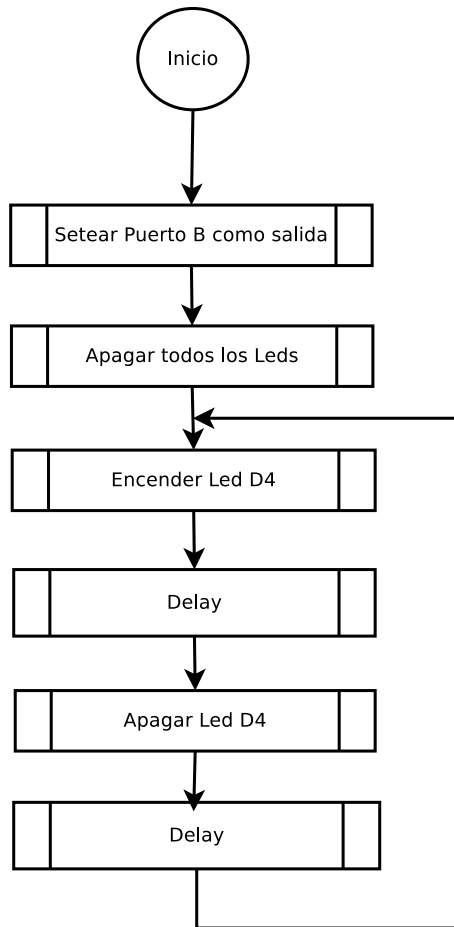 Inicio
Setear Puerto B como salida
Apagar todos los Leds
Encender Led D4
Delay
Apagar Led D4
Delay